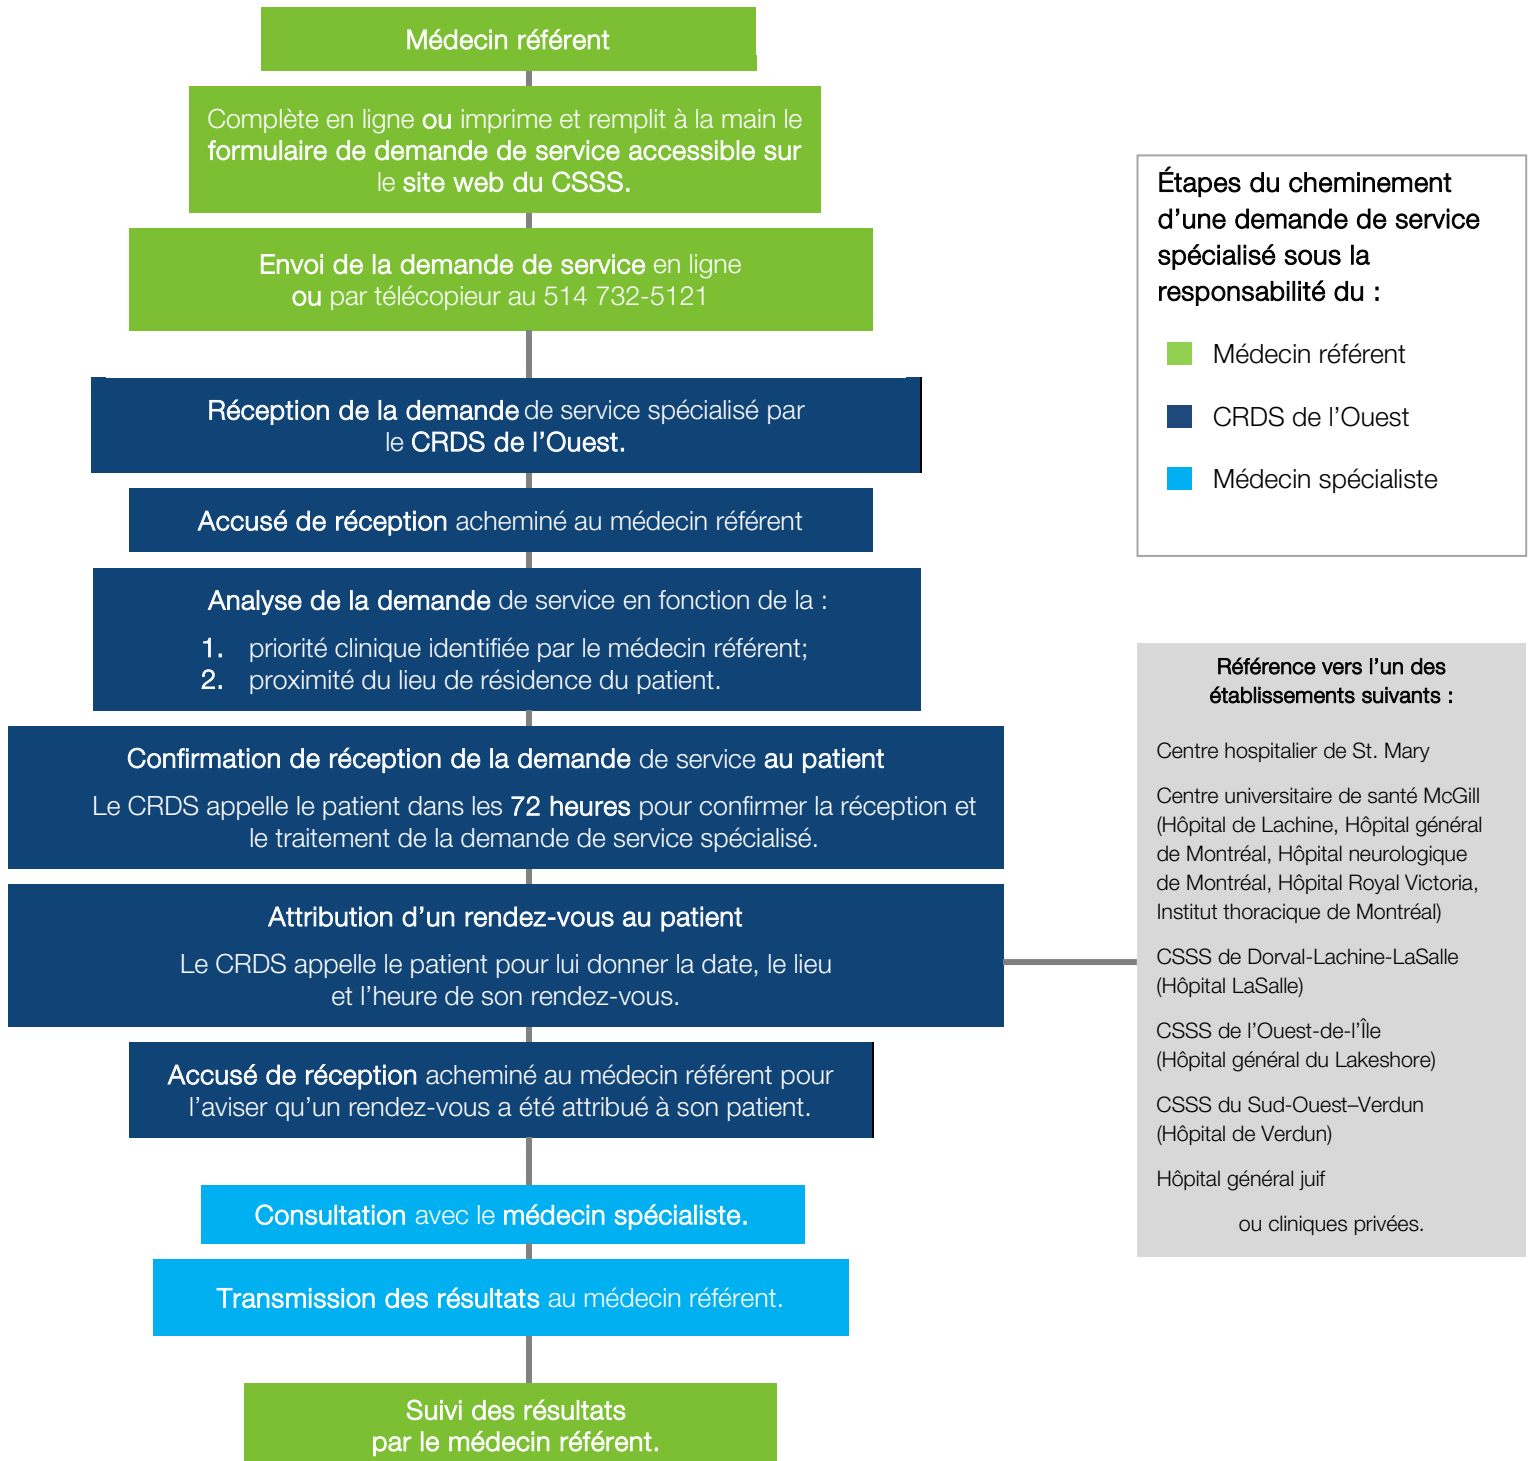 Médecin référent
Complète en ligne ou imprime et remplit à la main le
formulaire de demande de service accessible sur
le site web du CSSS.
Envoi de la demande de service en ligne
ou par télécopieur au 514 732-5121
Réception de la demande de service spécialisé par
le CRDS de l’Ouest.
Accusé de réception acheminé au médecin référent
Analyse de la demande de service en fonction de la :
1. priorité clinique identifiée par le médecin référent;
2. proximité du lieu de résidence du patient.
Confirmation de réception de la demande de service au patient
Le CRDS appelle le patient dans les 72 heures pour confirmer la réception et
le traitement de la demande de service spécialisé.
Attribution d’un rendez-vous au patient
Le CRDS appelle le patient pour lui donner la date, le lieu
et l’heure de son rendez-vous.
Accusé de réception acheminé au médecin référent pour
l’aviser qu’un rendez-vous a été attribué à son patient.
Consultation avec le médecin spécialiste.
Transmission des résultats au médecin référent.
Suivi des résultats
par le médecin référent.
Étapes du cheminement
d’une demande de service
spécialisé sous la
responsabilité du :
Médecin référent
CRDS de l’Ouest
Médecin spécialiste
Référence vers l’un des
établissements suivants :
Centre hospitalier de St. Mary
Centre universitaire de santé McGill
(Hôpital de Lachine, Hôpital général
de Montréal, Hôpital neurologique
de Montréal, Hôpital Royal Victoria,
Institut thoracique de Montréal)
CSSS de Dorval-Lachine-LaSalle
(Hôpital LaSalle)
CSSS de l’Ouest-de-l’Île
(Hôpital général du Lakeshore)
CSSS du Sud-Ouest–Verdun
(Hôpital de Verdun)
Hôpital général juif
ou cliniques privées.